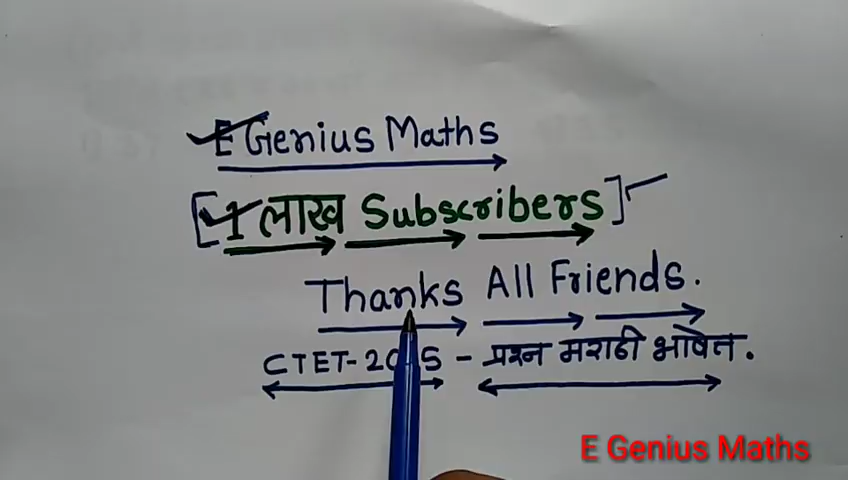 E Genius Maths
[1 लाख Subscribers]
Thanks All Friends.
CTET- - प्रश्न मराठी भाषेत.
E Genius Maths